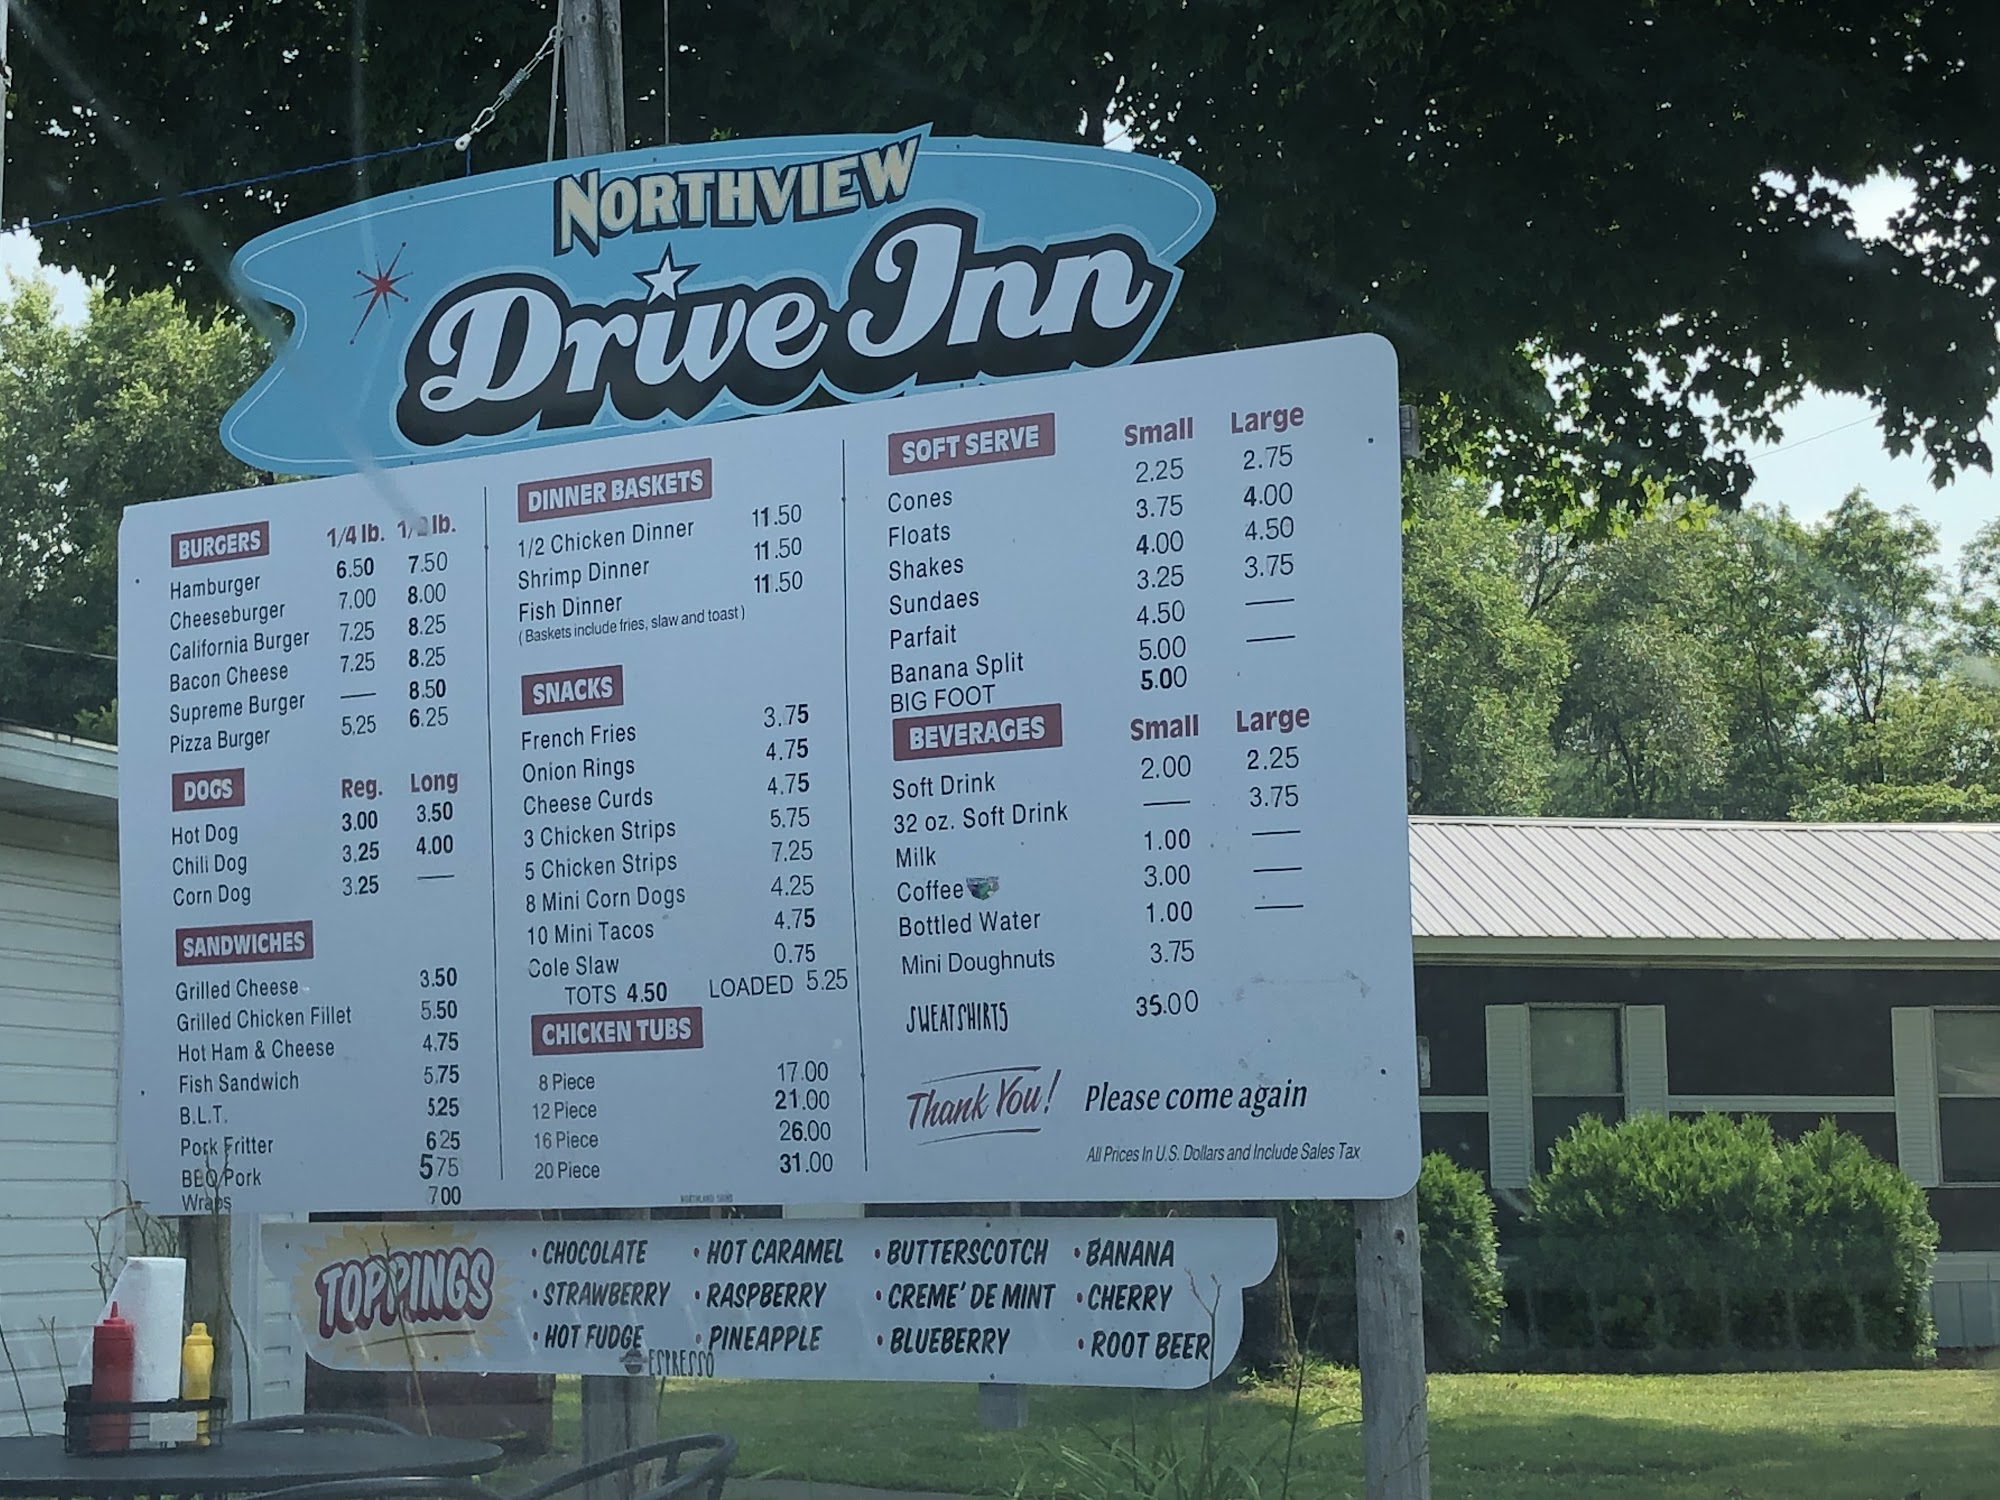 NORTHVIEW
Drive Inn
BURGERS 1/4 lb. 1/2 lb.
Hamburger 6.50 7.50
Cheeseburger 7.00 8.00
California Burger 7.25 8.25
Bacon Cheese 7.25 8.25
Supreme Burger — 8.50
Pizza Burger 5.25 6.25
DOGS Reg. Long
Hot Dog 3.00 3.50
Chili Dog 3.25 4.00
Corn Dog 3.25 —
SANDWICHES
Grilled Cheese 3.50
Grilled Chicken Fillet 5.50
Hot Ham & Cheese 4.75
Fish Sandwich 5.75
B.L.T. 525
Pork Fritter 625
BBQ Pork 575
Wraps 700
DINNER BASKETS
1/2 Chicken Dinner 11.50
Shrimp Dinner 11.50
Fish Dinner 11.50
(Baskets include fries, slaw and toast)
SNACKS
French Fries 3.75
Onion Rings 4.75
Cheese Curds 4.75
3 Chicken Strips 5.75
5 Chicken Strips 7.25
8 Mini Corn Dogs 4.25
10 Mini Tacos 4.75
Cole Slaw 0.75
TOTS 4.50 LOADED 5.25
CHICKEN TUBS
8 Piece 17.00
12 Piece 21.00
16 Piece 26.00
20 Piece 31.00
SOFT SERVE Small Large
Cones 2.25 2.75
Floats 3.75 4.00
Shakes 4.00 4.50
Sundaes 3.25 3.75
Parfait 4.50 —
Banana Split 5.00 —
BIG FOOT 5.00
BEVERAGES Small Large
Soft Drink 2.00 2.25
32 oz. Soft Drink — 3.75
Milk 1.00 —
Coffee 3.00 —
Bottled Water 1.00 —
Mini Doughnuts 3.75
SWEATSHIRTS 35.00
Thank You! Please come again
All Prices In U.S. Dollars and Include Sales Tax
NORTHLAND SIGNS
TOPPINGS
• CHOCOLATE • HOT CARAMEL • BUTTERSCOTCH • BANANA
• STRAWBERRY • RASPBERRY • CREME' DE MINT • CHERRY
• HOT FUDGE • PINEAPPLE • BLUEBERRY • ROOT BEER
ESPRESSO